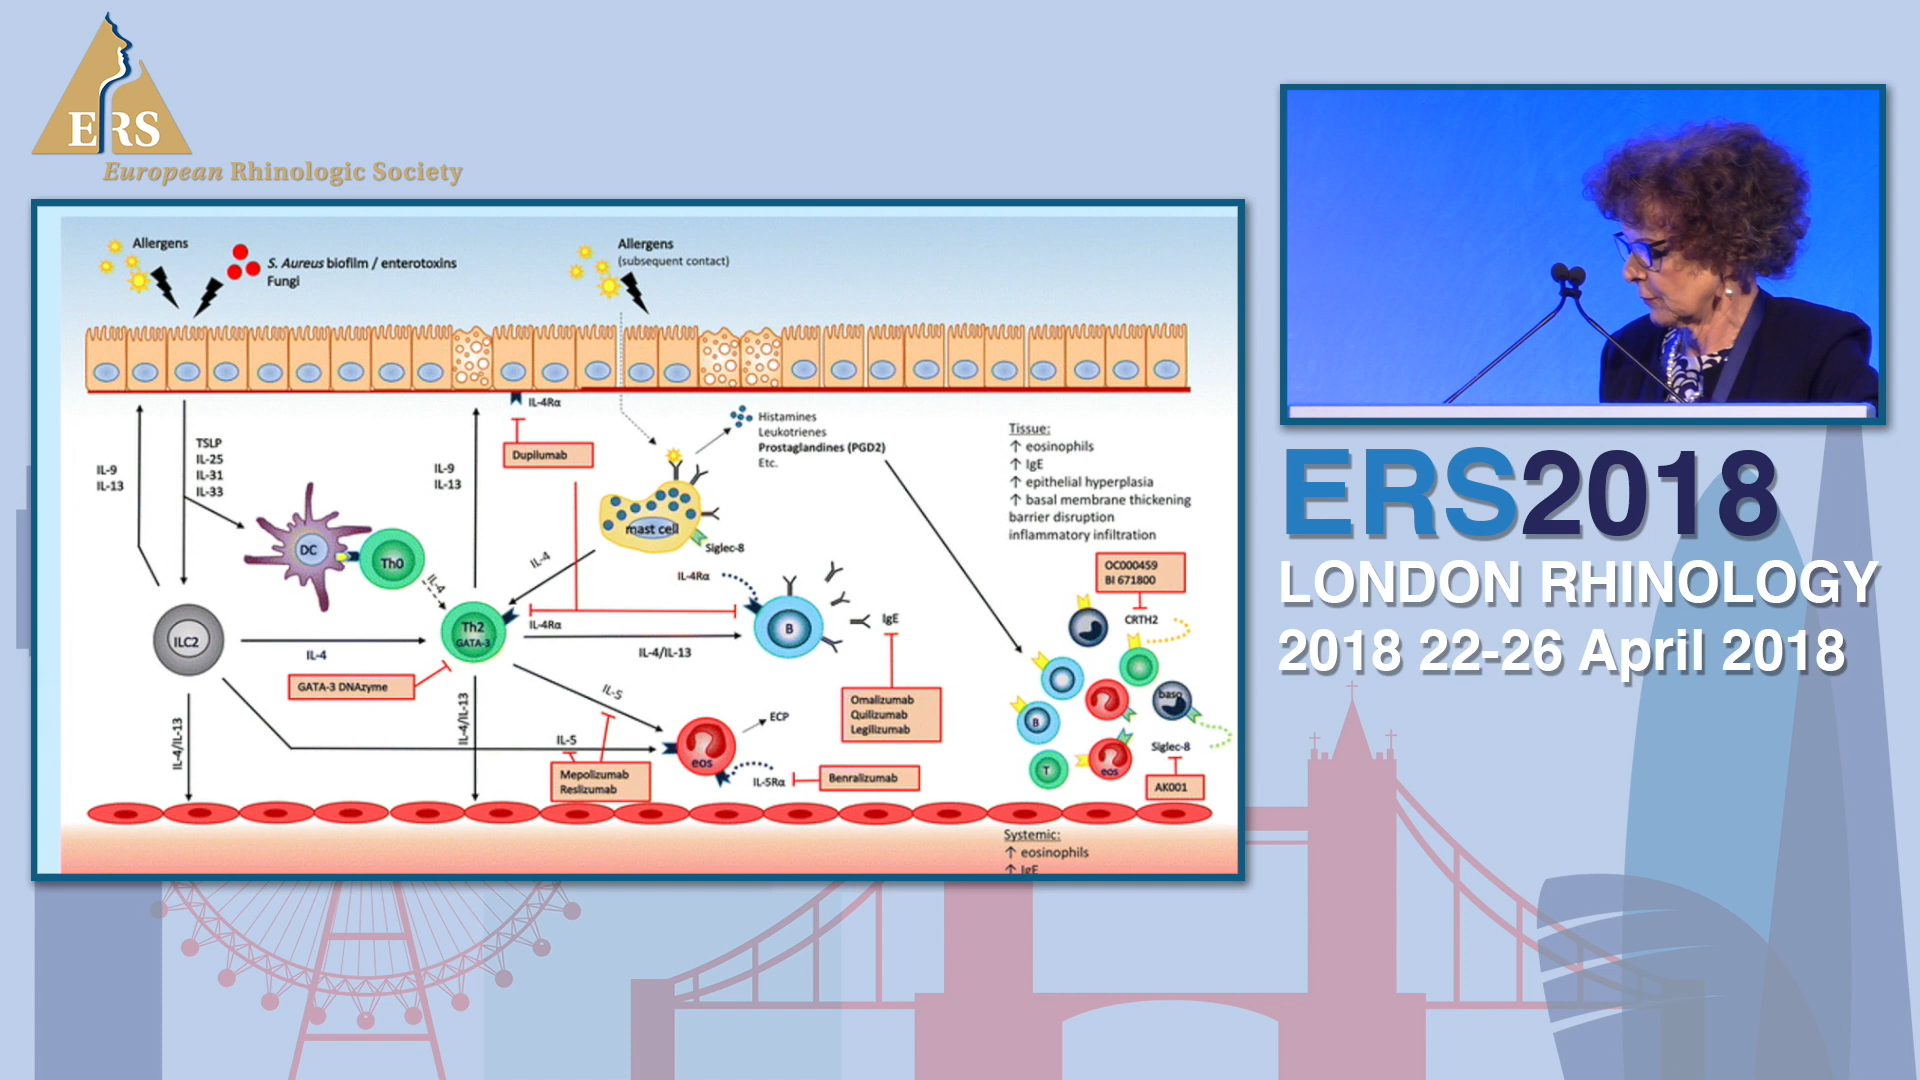 ERS
European Rhinologic Society
Allergens
S. Aureus biofilm / enterotoxins
Fungi
Allergens
(subsequent contact)
IL-4Rα
Dupilumab
Histamines
Leukotrienes
Prostaglandines (PGD2)
Etc.
TSLP
IL-25
IL-31
IL-33
IL-9
IL-13
IL-9
IL-13
DC
Th0
IL-4
mast cell
Siglec-8
IL-4
IL-4Rα
Th2
GATA-3
IL-4Rα
B
IgE
ILC2
IL-4
IL-4/IL-13
GATA-3 DNAzyme
IL-5
IL-4/IL-13
IL-4/IL-13
IL-5
ECP
eos
Mepolizumab
Reslizumab
IL-5Rα
Benralizumab
Omalizumab
Quilizumab
Legilizumab
Tissue:
↑ eosinophils
↑ IgE
↑ epithelial hyperplasia
↑ basal membrane thickening
barrier disruption
inflammatory infiltration
OC000459
BI 671800
CRTH2
baso
B
Siglec-8
T
eos
AK001
Systemic:
↑ eosinophils
↑ IgE
ERS2018
LONDON RHINOLOGY
2018 22-26 April 2018